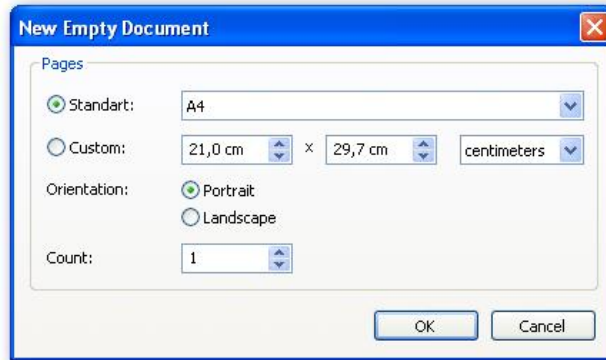 New Empty Document
Pages
Standart: A4
Custom: 21,0 cm x 29,7 cm centimeters
Orientation: Portrait
Landscape
Count: 1
OK Cancel